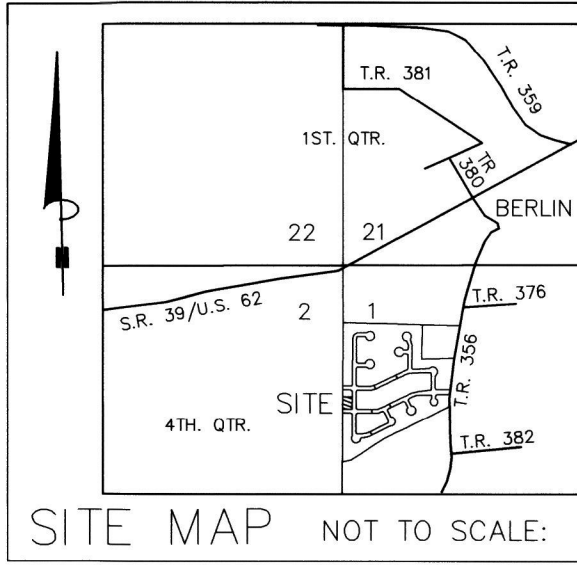 T.R. 381
T.R. 359
1ST. QTR.
TR
380
BERLIN
22
21
S.R. 39/U.S. 62
2
1
T.R. 376
T.R. 356
SITE
4TH. QTR.
T.R. 382
SITE MAP
NOT TO SCALE: